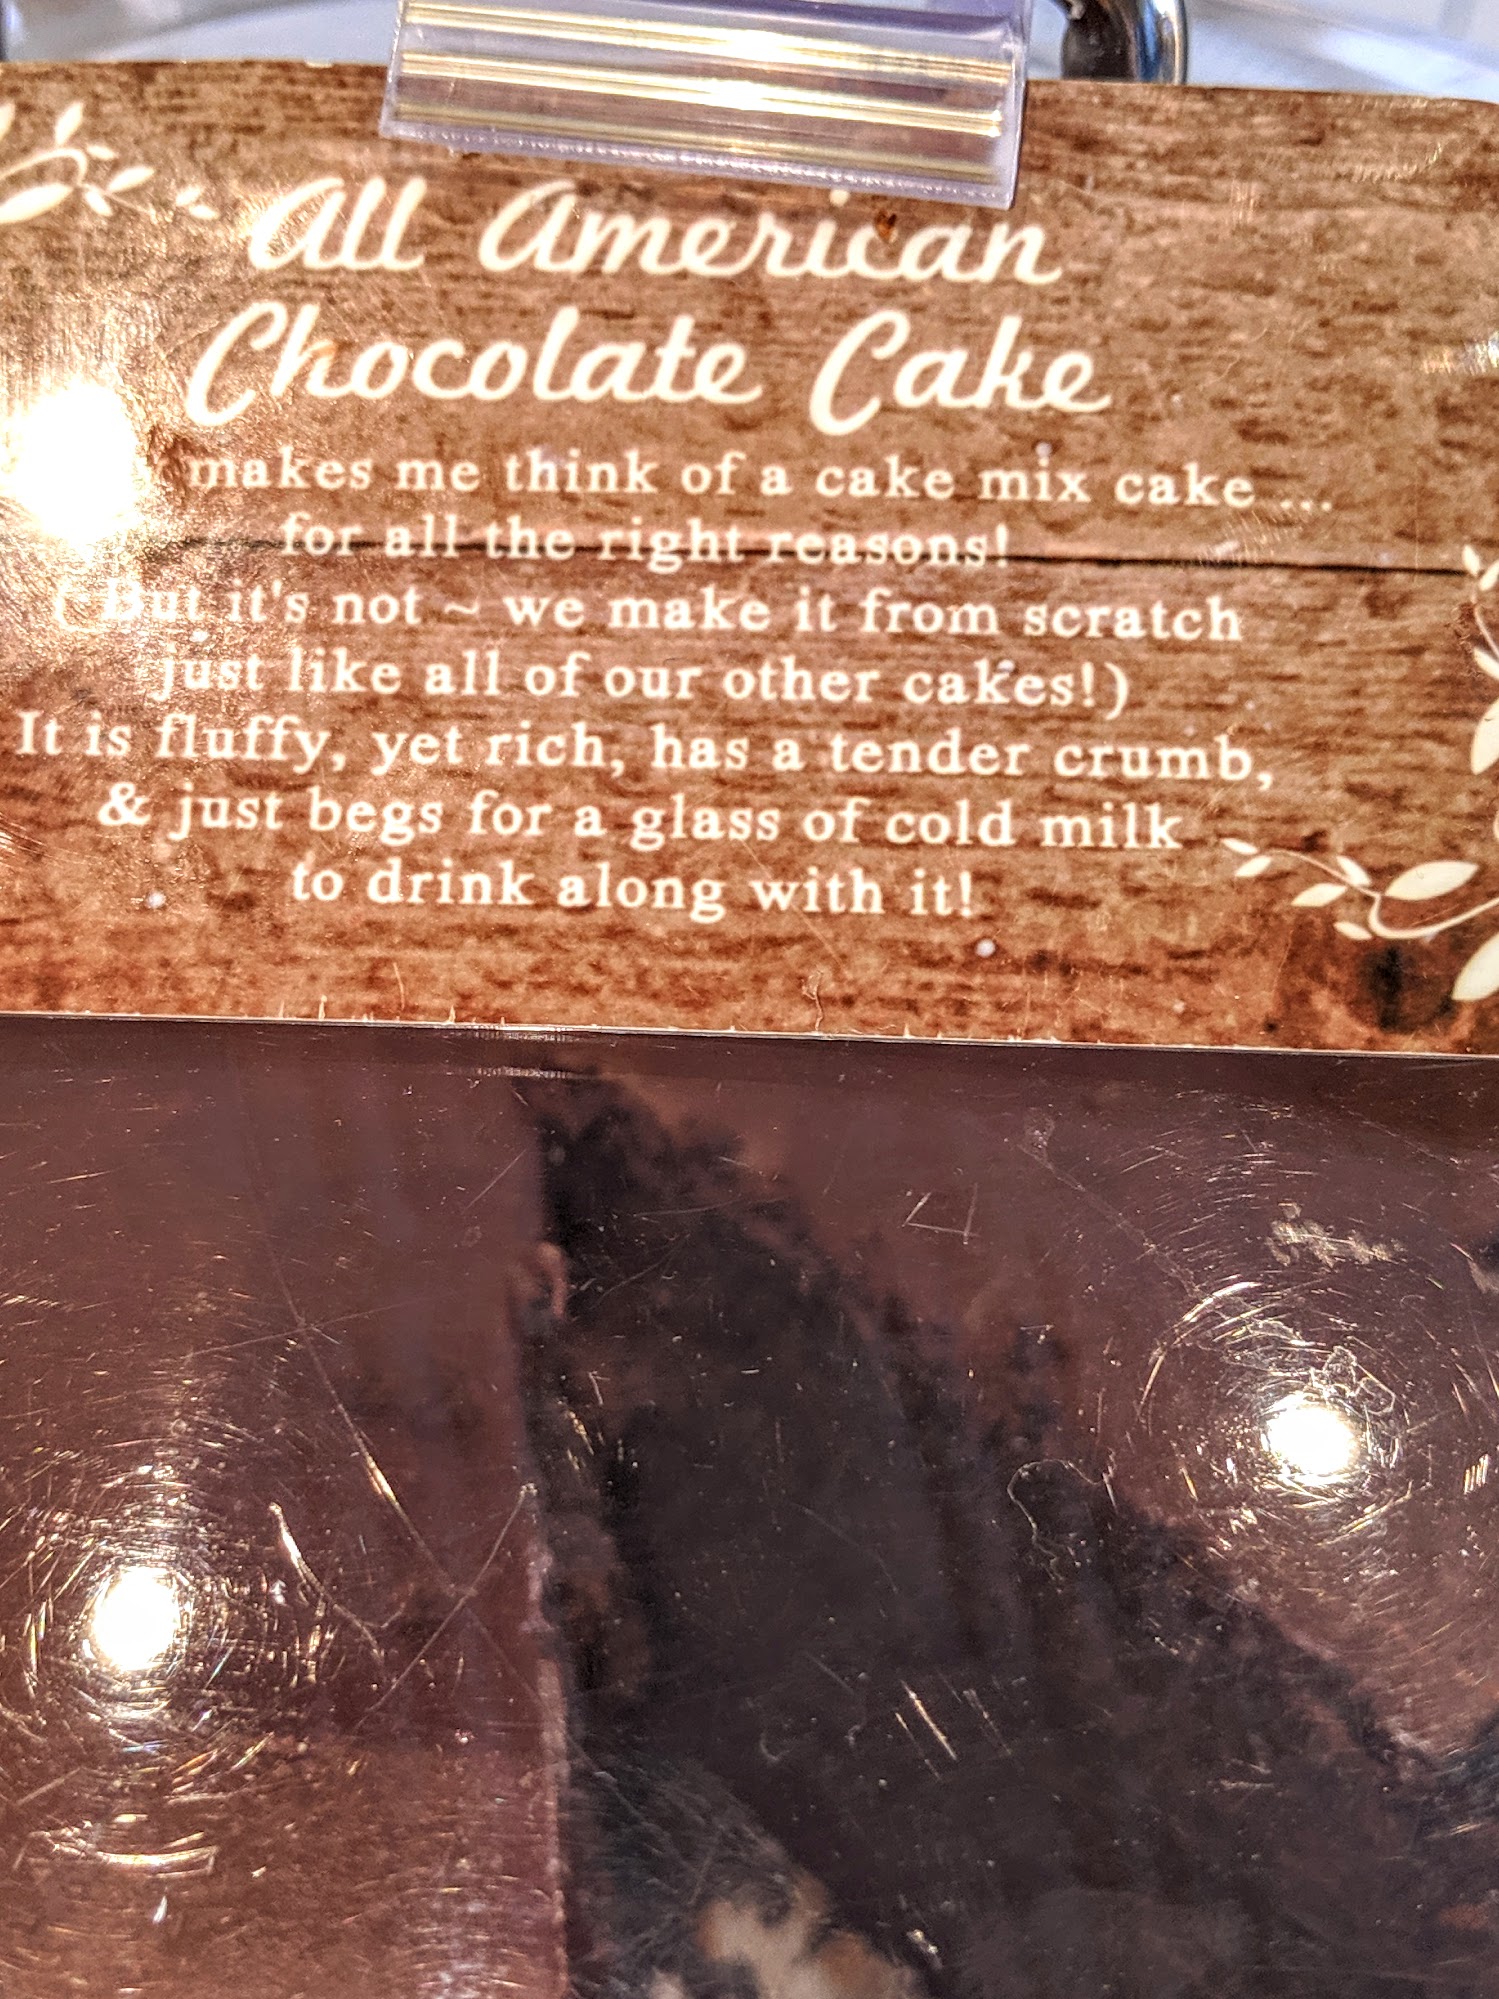 All American
Chocolate Cake
makes me think of a cake mix cake ...
for all the right reasons!
(But it's not ~ we make it from scratch
just like all of our other cakes!)
It is fluffy, yet rich, has a tender crumb,
& just begs for a glass of cold milk
to drink along with it!